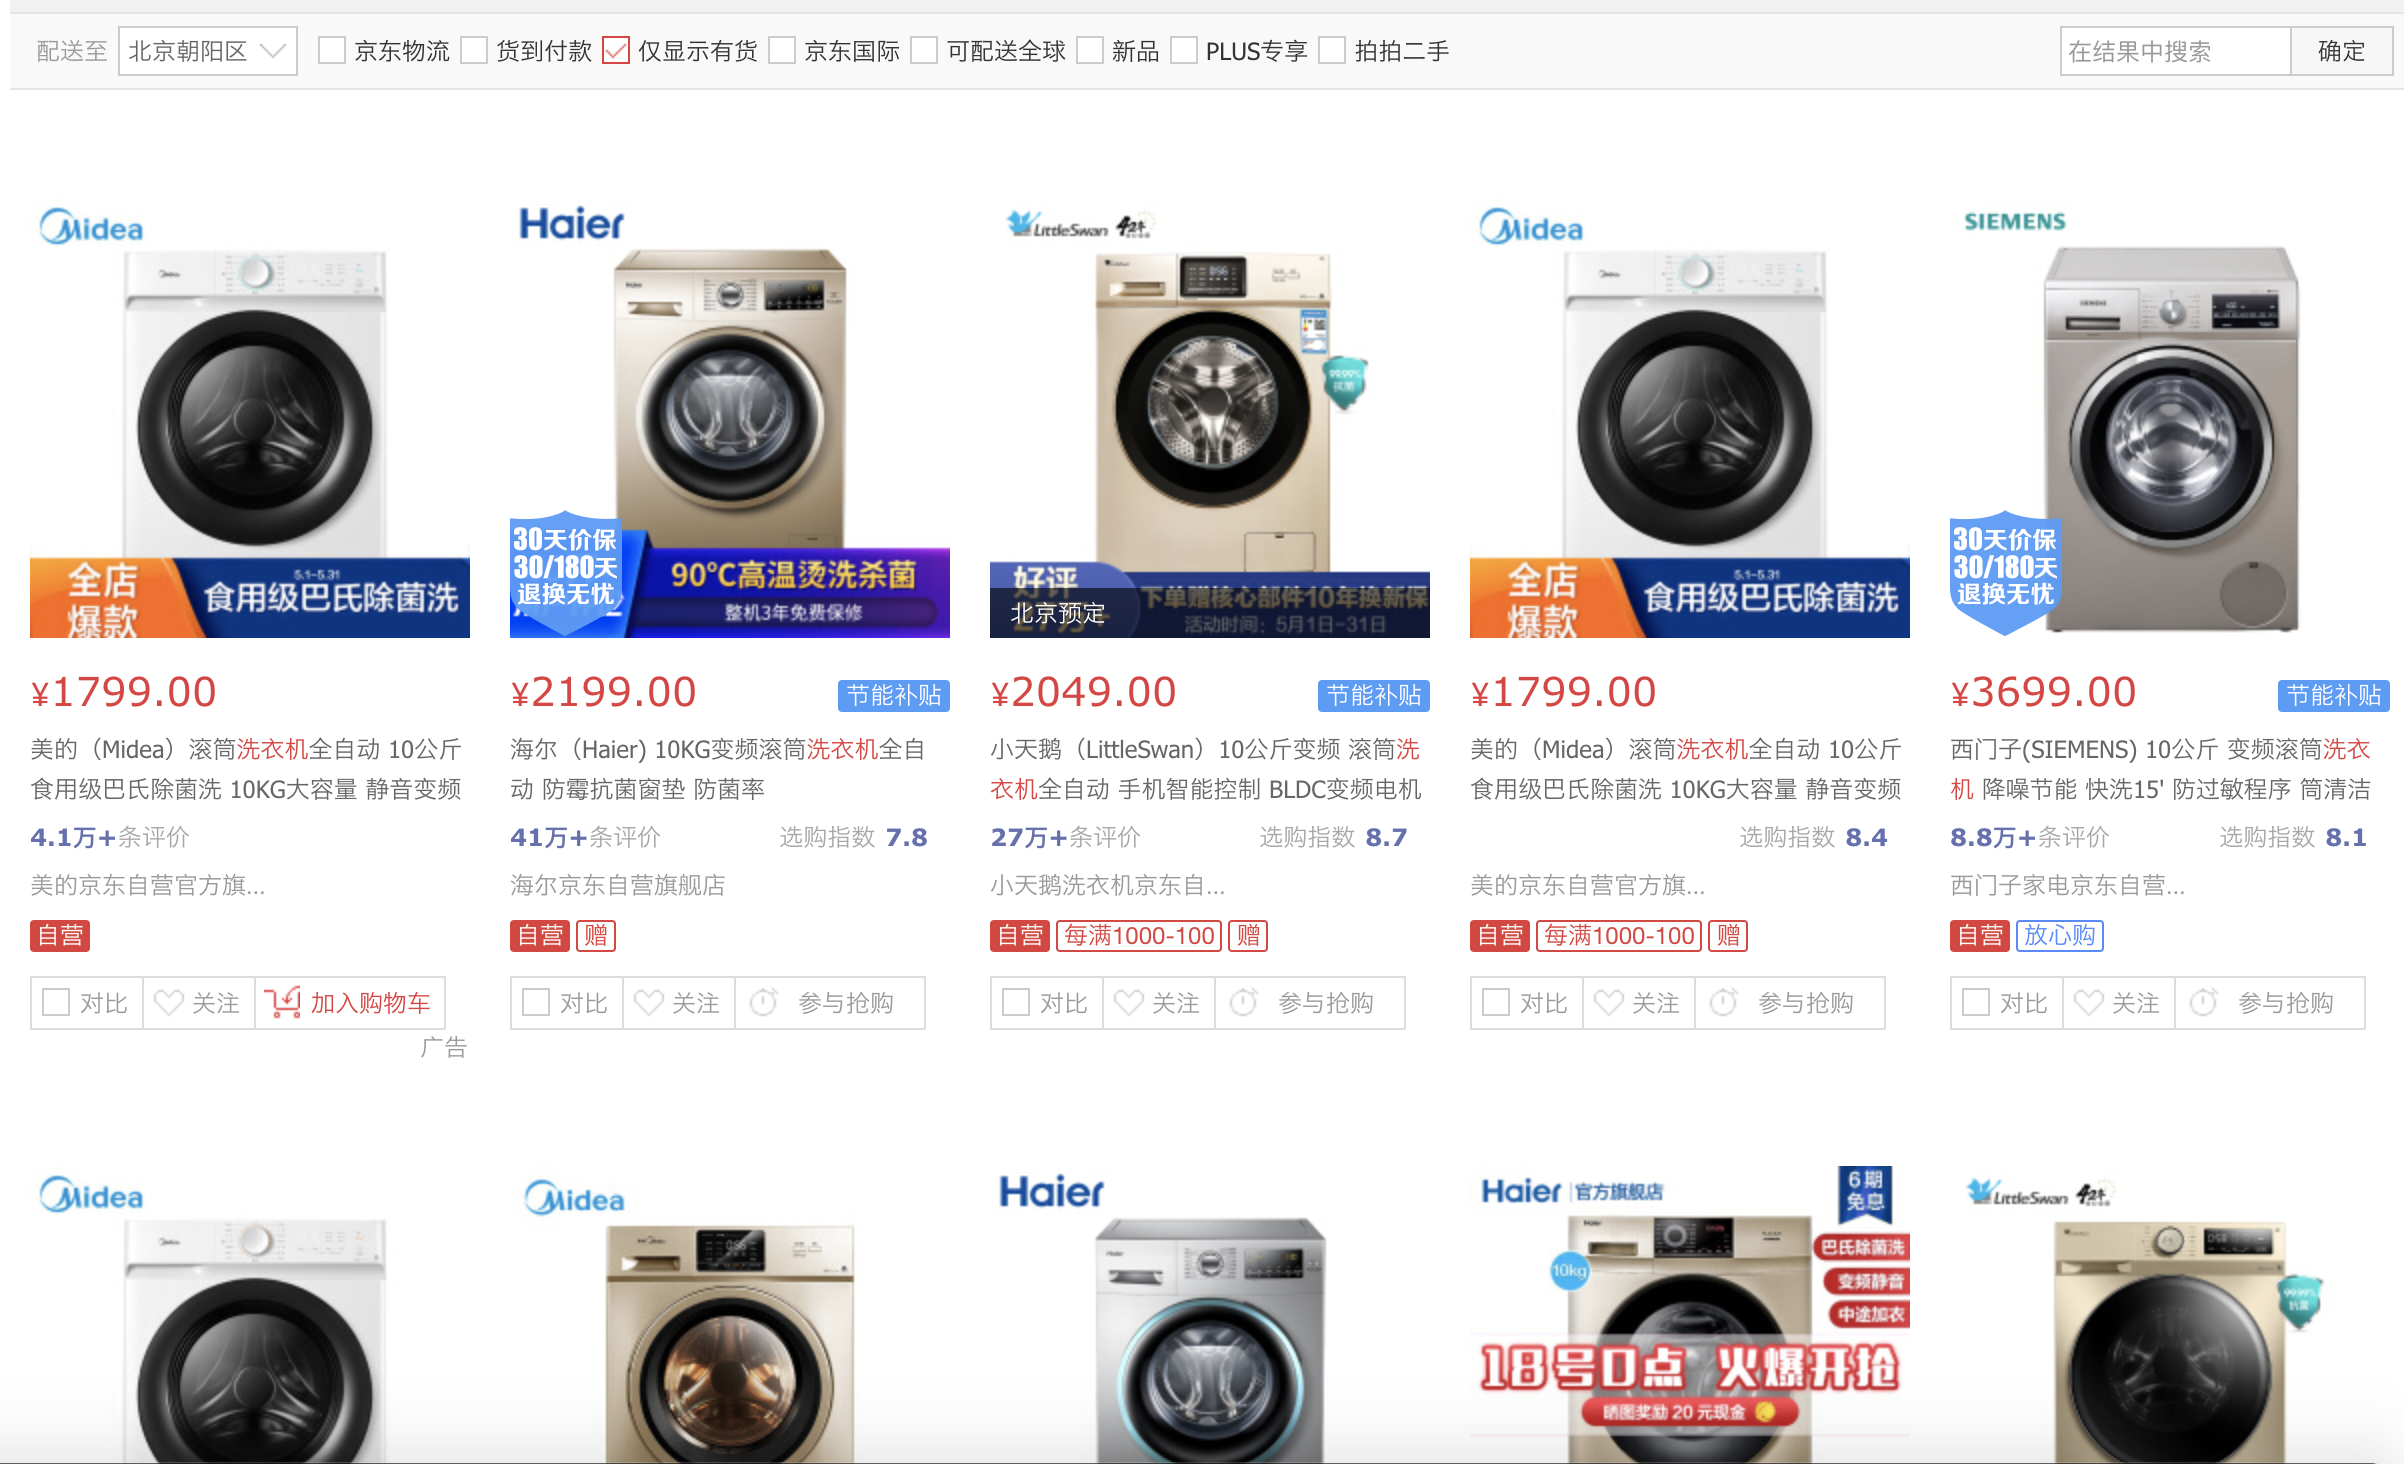 配送至 北京朝阳区 京东物流 货到付款 仅显示有货 京东国际 可配送全球 新品 PLUS专享 拍拍二手 在结果中搜索 确定
Midea
全店
爆款
5.1-5.31
食用级巴氏除菌洗
¥1799.00
美的（Midea）滚筒洗衣机全自动 10公斤
食用级巴氏除菌洗 10KG大容量 静音变频
4.1万+条评价
美的京东自营官方旗...
自营
对比 关注 加入购物车
广告
Haier
30天价保
30/180天
退换无忧
90°C高温烫洗杀菌
整机3年免费保修
¥2199.00 节能补贴
海尔（Haier) 10KG变频滚筒洗衣机全自
动 防霉抗菌窗垫 防菌率
41万+条评价 选购指数 7.8
海尔京东自营旗舰店
自营 赠
对比 关注 参与抢购
LittleSwan
99.99%
抗菌
好评
北京预定
下单赠核心部件10年换新保
活动时间：5月1日-31日
¥2049.00 节能补贴
小天鹅（LittleSwan）10公斤变频 滚筒洗
衣机全自动 手机智能控制 BLDC变频电机
27万+条评价 选购指数 8.7
小天鹅洗衣机京东自...
自营 每满1000-100 赠
对比 关注 参与抢购
Midea
全店
爆款
5.1-5.31
食用级巴氏除菌洗
¥1799.00
美的（Midea）滚筒洗衣机全自动 10公斤
食用级巴氏除菌洗 10KG大容量 静音变频
选购指数 8.4
美的京东自营官方旗...
自营 每满1000-100 赠
对比 关注 参与抢购
SIEMENS
30天价保
30/180天
退换无忧
¥3699.00 节能补贴
西门子(SIEMENS) 10公斤 变频滚筒洗衣
机 降噪节能 快洗15' 防过敏程序 筒清洁
8.8万+条评价 选购指数 8.1
西门子家电京东自营...
自营 放心购
对比 关注 参与抢购
Midea
Midea
Haier
Haier 官方旗舰店
6期
免息
10kg
巴氏除菌洗
变频静音
中途加衣
18号0点 火爆开抢
晒图奖励20元现金
LittleSwan
99.99%
抗菌